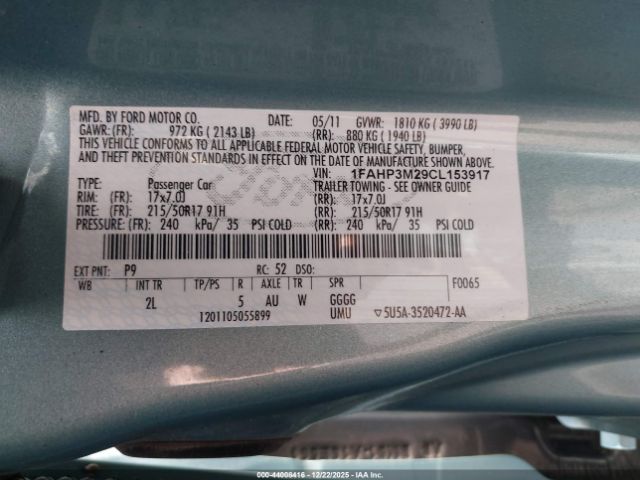 MFD. BY FORD MOTOR CO. DATE: 05/11 GVWR: 1810 KG ( 3990 LB)
GAWR: (FR): 972 KG ( 2143 LB) (RR): 880 KG ( 1940 LB)
THIS VEHICLE CONFORMS TO ALL APPLICABLE FEDERAL MOTOR VEHICLE SAFETY, BUMPER,
AND THEFT PREVENTION STANDARDS IN EFFECT ON THE DATE OF MANUFACTURE SHOWN ABOVE.
VIN: 1FAHP3M29CL153917
TYPE: Passenger Car TRAILER TOWING - SEE OWNER GUIDE
RIM: (FR): 17x7.0J (RR): 17x7.0J
TIRE: (FR): 215/50R17 91H (RR): 215/50R17 91H
PRESSURE: (FR): 240 kPa/ 35 PSI COLD (RR): 240 kPa/ 35 PSI COLD
EXT PNT: P9 RC: 52 DSO:
WB INT TR TP/PS R AXLE TR SPR F0065
2L 5 AU W GGGG
1201105055899 UMU ▽5U5A-3520472-AA
000-44008416 - 12/22/2025 - IAA Inc.